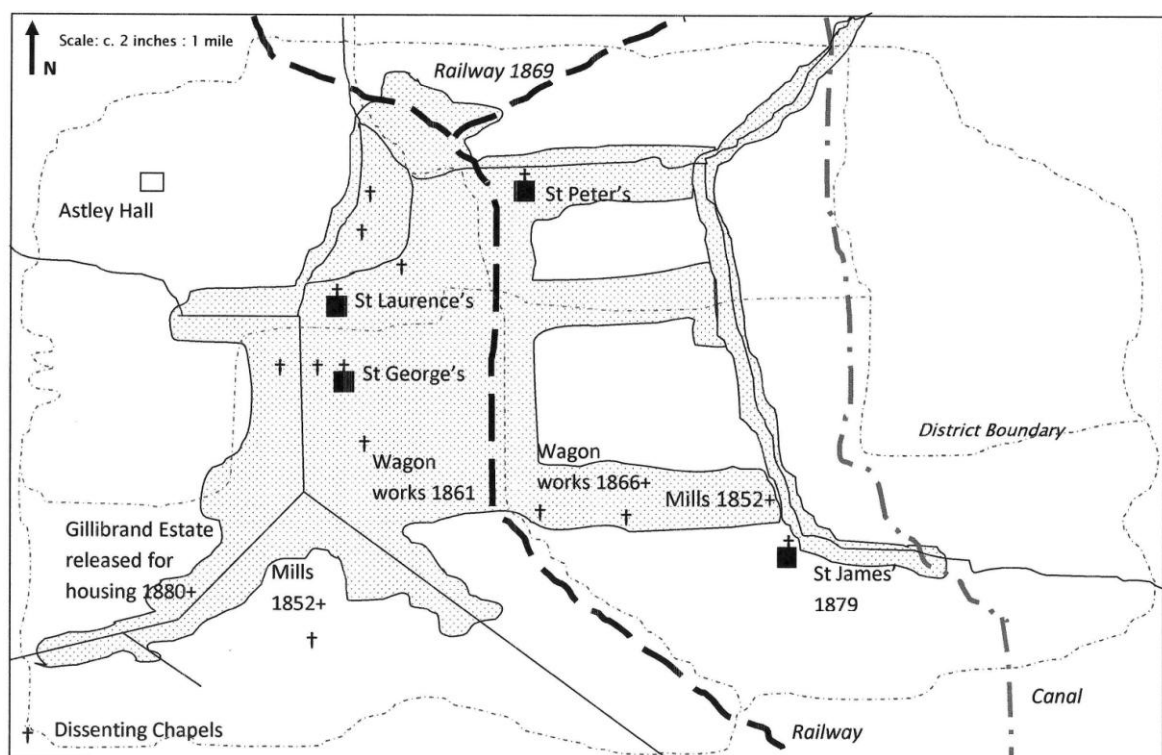 Scale: c. 2 inches : 1 mile
N
Railway 1869
Astley Hall
St Peter's
St Laurence's
St George's
District Boundary
Wagon
works 1861
Wagon
works 1866+
Mills 1852+
Gillibrand Estate
released for
housing 1880+
Mills
1852+
St James'
1879
Canal
Dissenting Chapels
Railway